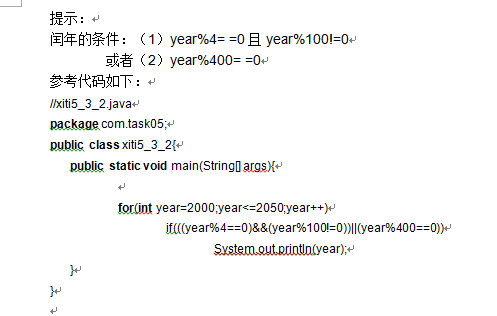 提示：
闰年的条件：（1）year%4= =0 且 year%100!=0
或者（2）year%400= =0
参考代码如下：
//xiti5_3_2.java
package com.task05;
public class xiti5_3_2{
public static void main(String[] args){
for(int year=2000;year<=2050;year++)
if(((year%4==0)&&(year%100!=0))||(year%400==0))
System.out.println(year);
}
}